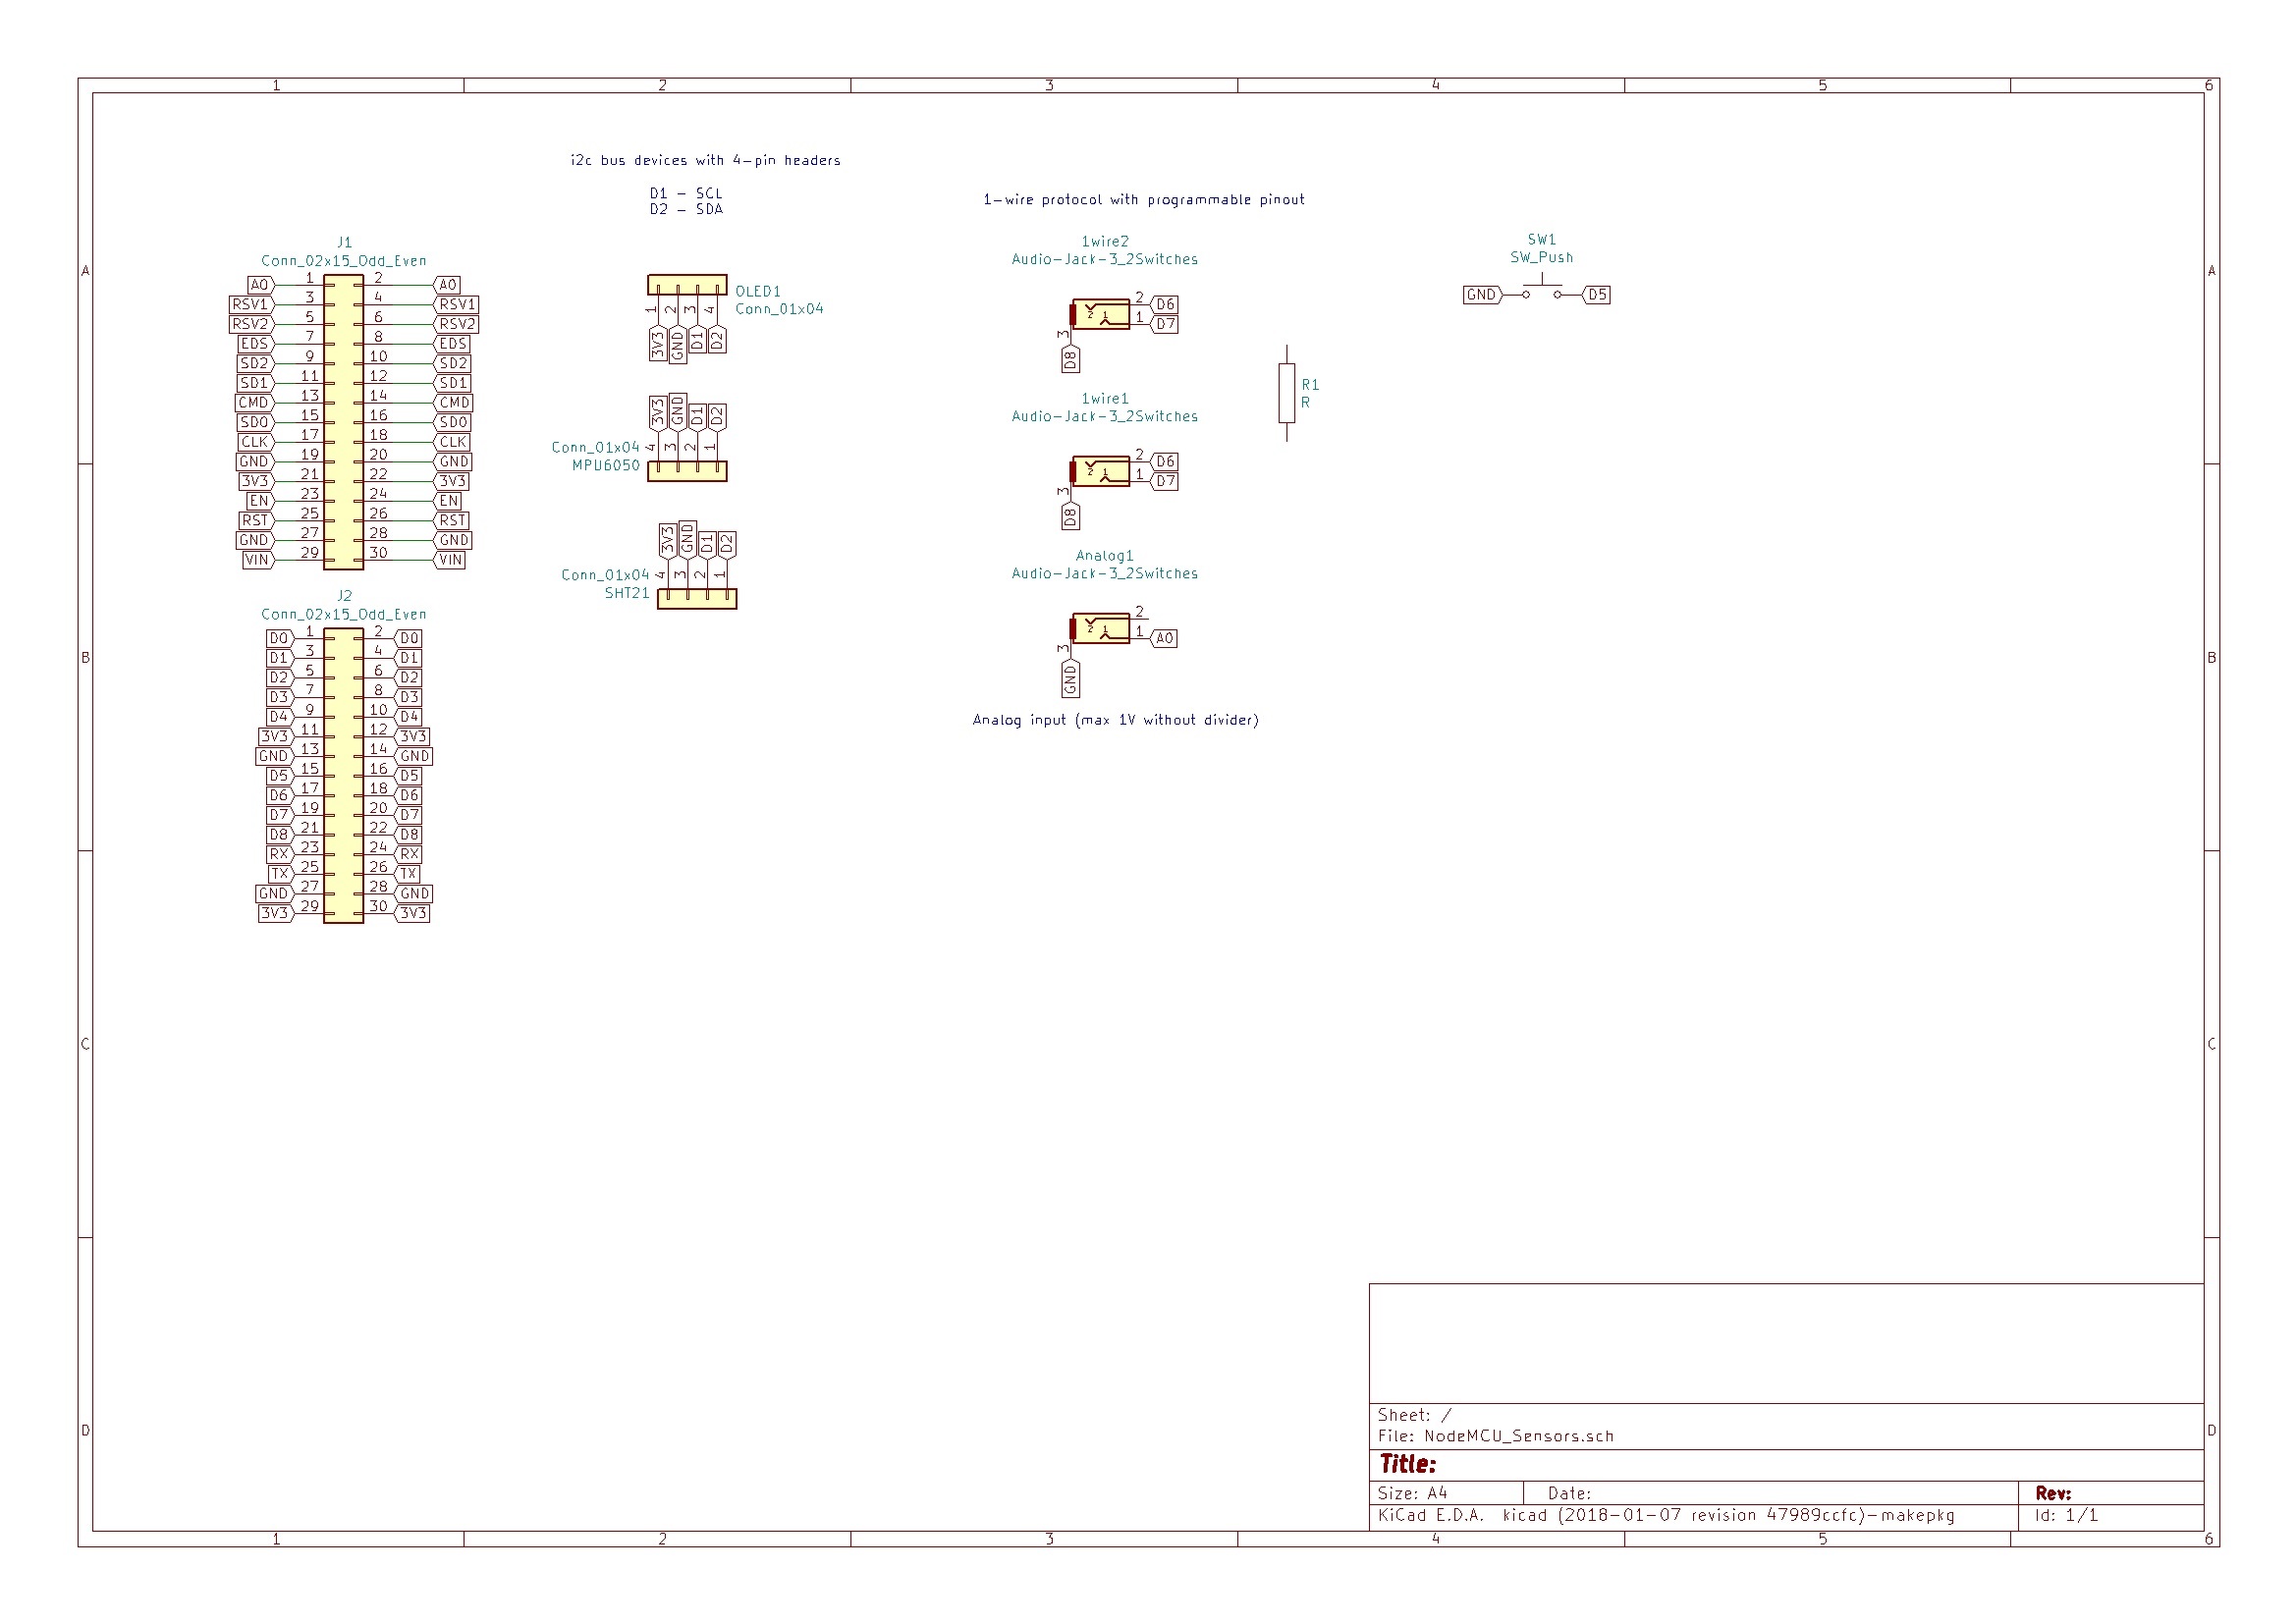 1 2 3 4 5 6
A
B
C
D
i2c bus devices with 4-pin headers
D1 - SCL
D2 - SDA
1-wire protocol with programmable pinout
J1
Conn_02x15_Odd_Even
A0 1 2 A0
RSV1 3 4 RSV1
RSV2 5 6 RSV2
EDS 7 8 EDS
SD2 9 10 SD2
SD1 11 12 SD1
CMD 13 14 CMD
SD0 15 16 SD0
CLK 17 18 CLK
GND 19 20 GND
3V3 21 22 3V3
EN 23 24 EN
RST 25 26 RST
GND 27 28 GND
VIN 29 30 VIN
J2
Conn_02x15_Odd_Even
D0 1 2 D0
D1 3 4 D1
D2 5 6 D2
D3 7 8 D3
D4 9 10 D4
3V3 11 12 3V3
GND 13 14 GND
D5 15 16 D5
D6 17 18 D6
D7 19 20 D7
D8 21 22 D8
RX 23 24 RX
TX 25 26 TX
GND 27 28 GND
3V3 29 30 3V3
OLED1
Conn_01x04
1 2 3 4
3V3 GND D1 D2
3V3 GND D1 D2
4 3 2 1
Conn_01x04
MPU6050
3V3 GND D1 D2
4 3 2 1
Conn_01x04
SHT21
1wire2
Audio-Jack-3_2Switches
2 D6
2 1
1 D7
3
D8
1wire1
Audio-Jack-3_2Switches
2 D6
2 1
1 D7
3
D8
Analog1
Audio-Jack-3_2Switches
2
2 1
1 A0
3
GND
Analog input (max 1V without divider)
R1
R
SW1
SW_Push
GND D5
A
B
C
D
Sheet: /
File: NodeMCU_Sensors.sch
Title:
Size: A4 Date: Rev:
KiCad E.D.A. kicad (2018-01-07 revision 47989ccfc)-makepkg Id: 1/1
1 2 3 4 5 6